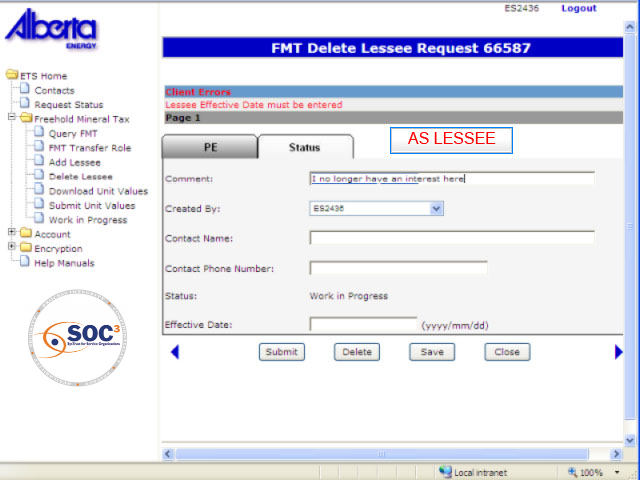 ES2436 Logout
Alberta
ENERGY
FMT Delete Lessee Request 66587
ETS Home
Contacts
Request Status
Freehold Mineral Tax
Query FMT
FMT Transfer Role
Add Lessee
Delete Lessee
Download Unit Values
Submit Unit Values
Work in Progress
Account
Encryption
Help Manuals
Client Errors
Lessee Effective Date must be entered
Page 1
PE Status
AS LESSEE
Comment: I no longer have an interest here
Created By: ES2436
Contact Name:
Contact Phone Number:
Status: Work in Progress
Effective Date: (yyyy/mm/dd)
Submit Delete Save Close
SOC3
SysTrust for Service Organizations
Local intranet 100%